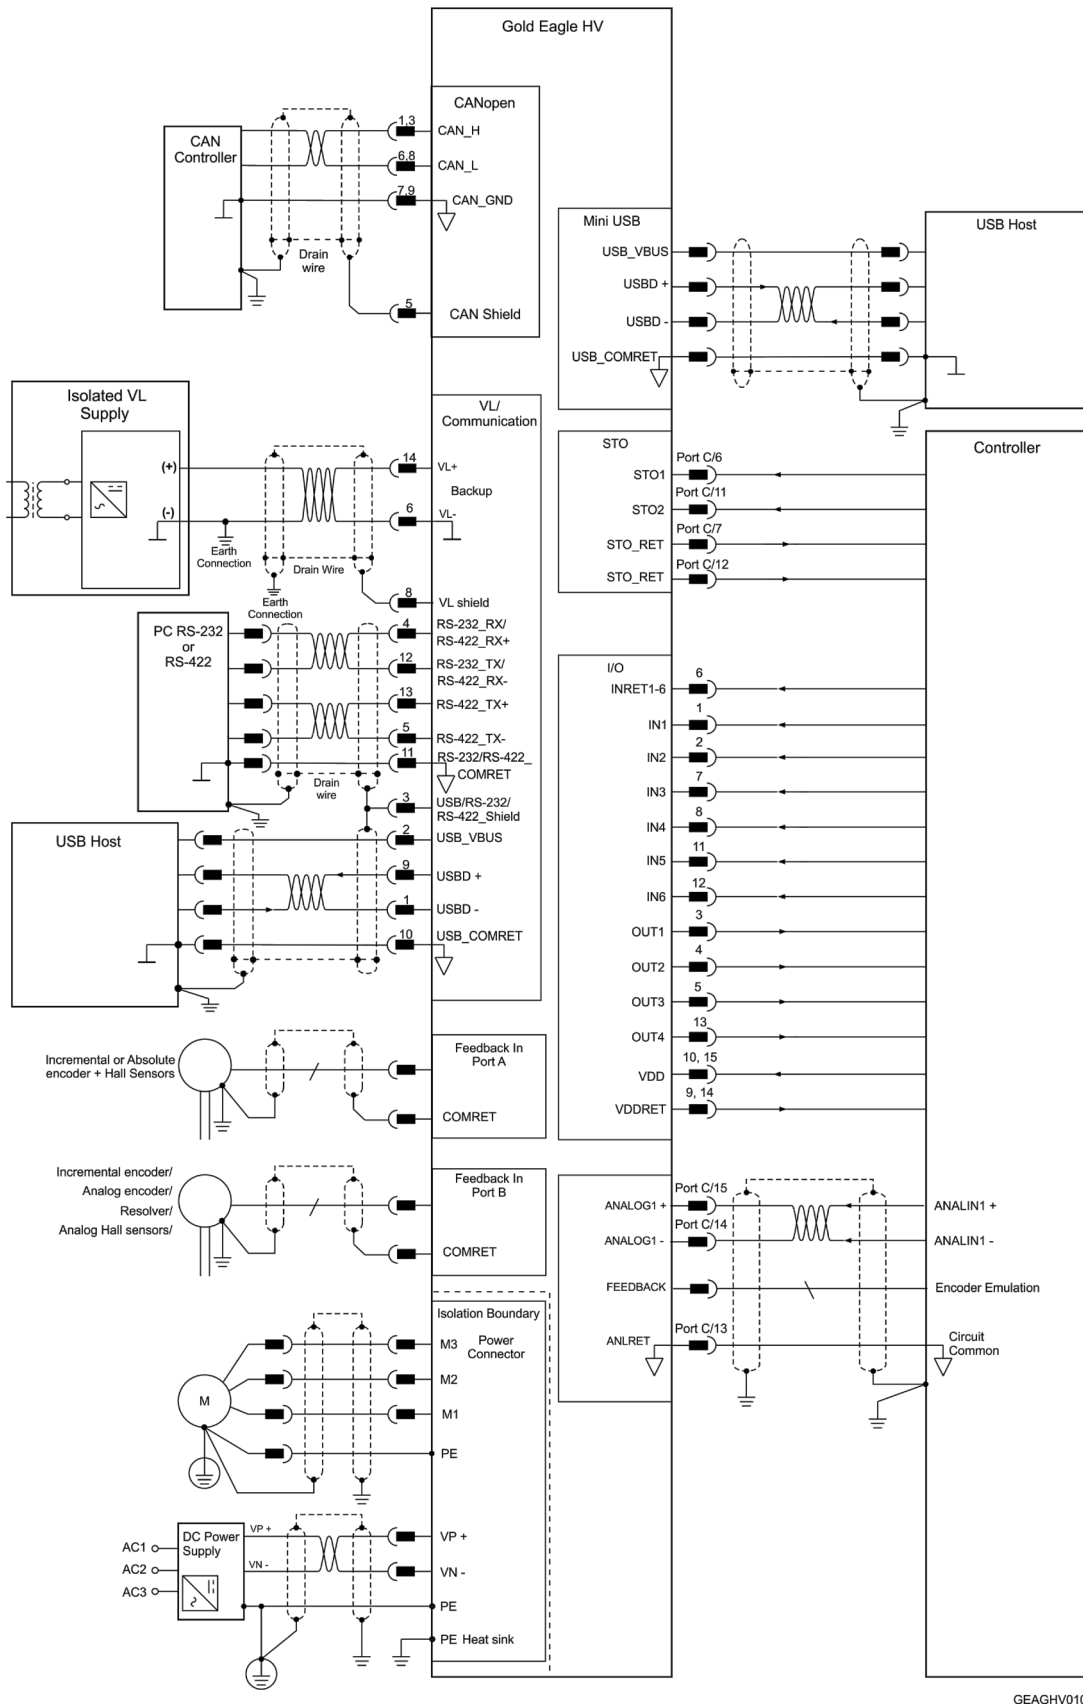 Gold Eagle HV
CANopen
CAN
Controller
1,3
CAN_H
6,8
CAN_L
7,9
CAN_GND
Drain
wire
5
CAN Shield
Mini USB
USB_VBUS
USBD +
USBD -
USB_COMRET
USB Host
Isolated VL
Supply
(+)
(-)
Earth
Connection
Drain Wire
Earth
Connection
VL/
Communication
14
VL+
Backup
6
VL-
8
VL shield
PC RS-232
or
RS-422
4
RS-232_RX/
RS-422_RX+
12
RS-232_TX/
RS-422_RX-
13
RS-422_TX+
5
RS-422_TX-
11
RS-232/RS-422_
COMRET
Drain
wire
3
USB/RS-232/
RS-422_Shield
USB Host
2
USB_VBUS
9
USBD +
1
USBD -
10
USB_COMRET
STO
Controller
Port C/6
STO1
Port C/11
STO2
Port C/7
STO_RET
Port C/12
STO_RET
I/O
6
INRET1-6
1
IN1
2
IN2
7
IN3
8
IN4
11
IN5
12
IN6
3
OUT1
4
OUT2
5
OUT3
13
OUT4
10, 15
VDD
9, 14
VDDRET
Incremental or Absolute
encoder + Hall Sensors
Feedback In
Port A
COMRET
Incremental encoder/
Analog encoder/
Resolver/
Analog Hall sensors/
Feedback In
Port B
COMRET
Port C/15
ANALOG1 +
ANALIN1 +
Port C/14
ANALOG1 -
ANALIN1 -
FEEDBACK
Encoder Emulation
Port C/13
ANLRET
Circuit
Common
Isolation Boundary
Power
Connector
M
M3
M2
M1
PE
DC Power
Supply
AC1
AC2
AC3
VP +
VN -
VP +
VN -
PE
PE Heat sink
GEAGHV010